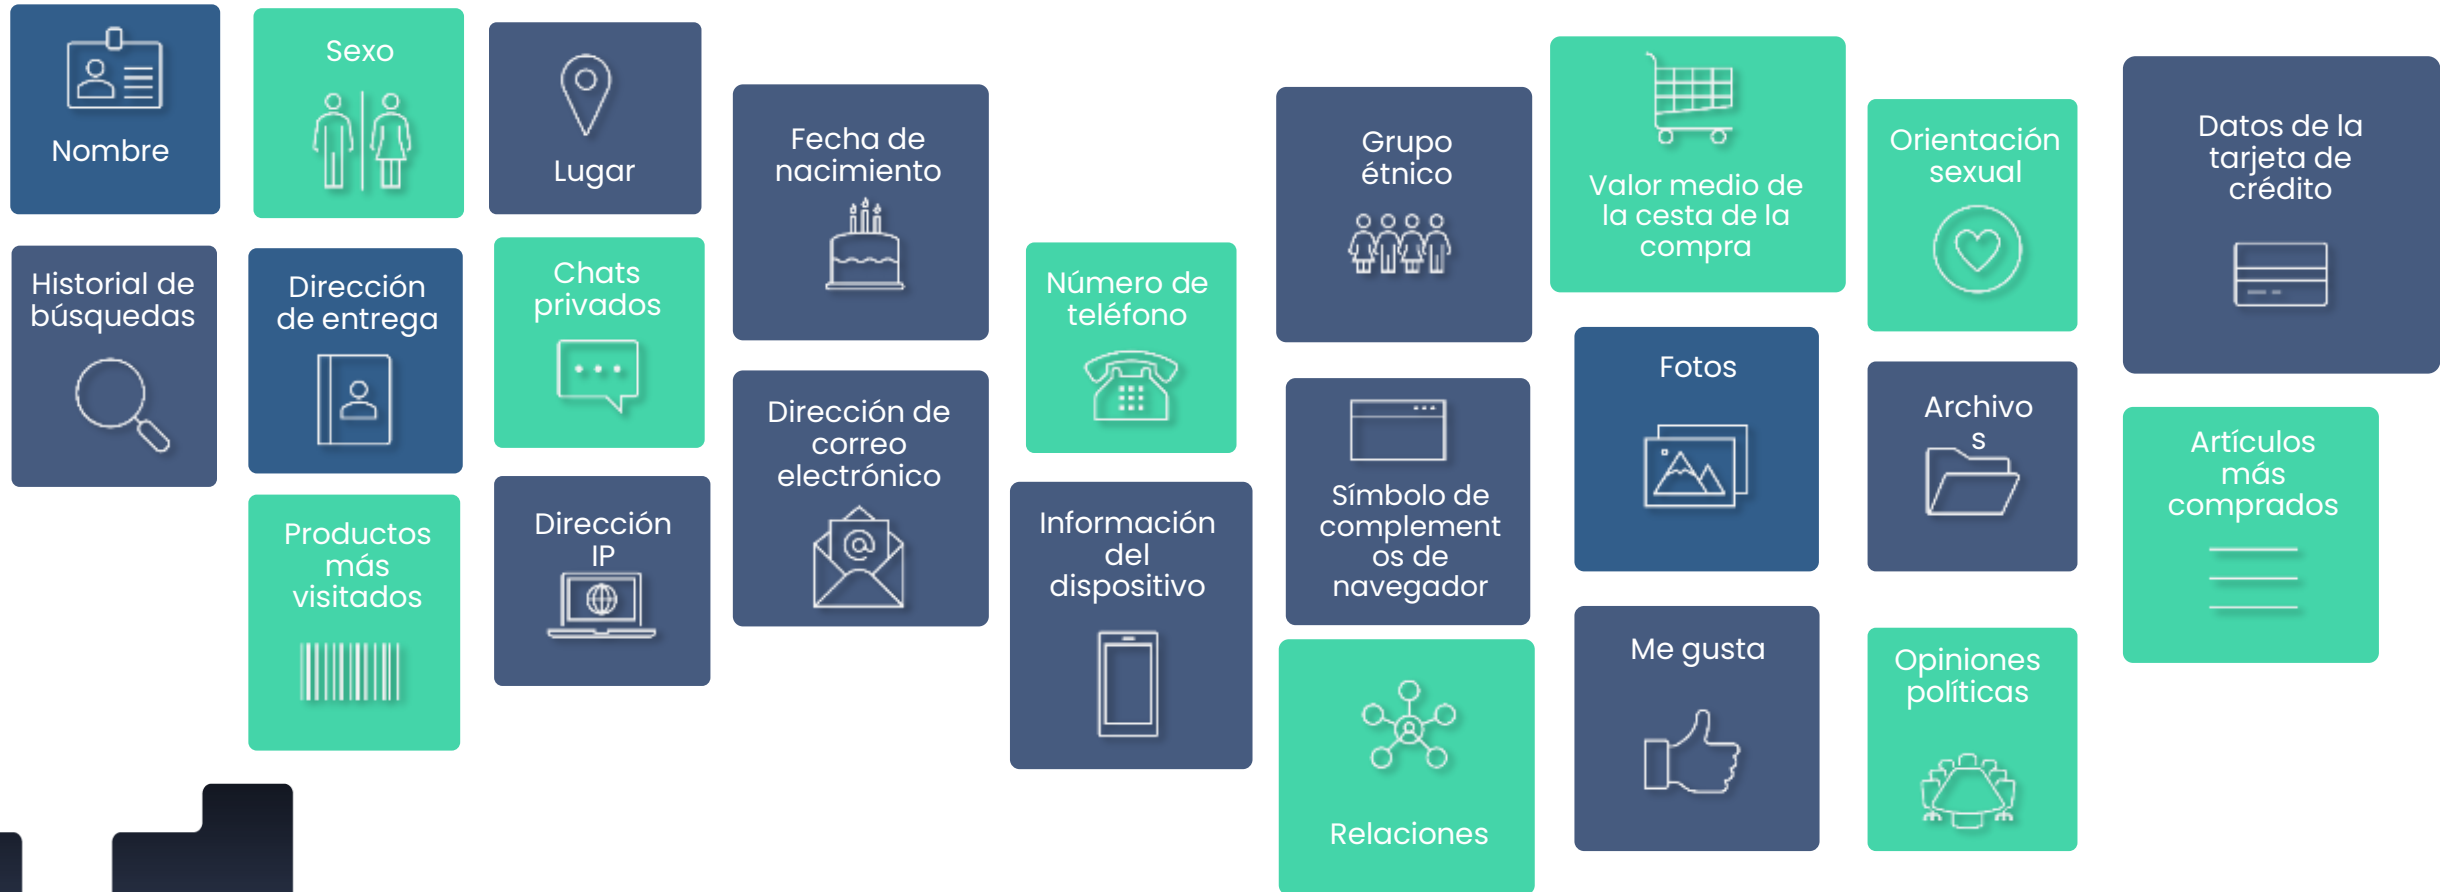 Nombre
Sexo
Lugar
Fecha de
nacimiento
Grupo
étnico
Valor medio de
la cesta de la
compra
Orientación
sexual
Datos de la
tarjeta de
crédito
Historial de
búsquedas
Dirección
de entrega
Chats
privados
Dirección de
correo
electrónico
Número de
teléfono
Símbolo de
complement
os de
navegador
Fotos
Archivo
s
Artículos
más
comprados
Productos
más
visitados
Dirección
IP
@
Información
del
dispositivo
Relaciones
Me gusta
Opiniones
políticas